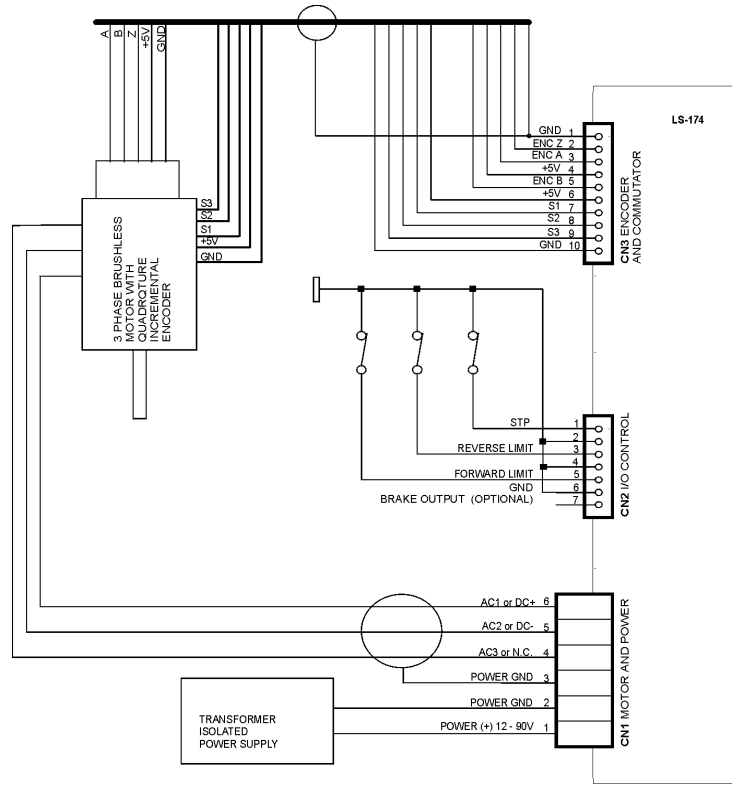 A
B
Z
+5V
GND
LS-174
GND 1
ENC Z 2
ENC A 3
+5V 4
ENC B 5
+5V 6
S1 7
S2 8
S3 9
GND 10
CN3 ENCODER
AND COMMUTATOR
S3
S2
S1
+5V
GND
3 PHASE BRUSHLESS
MOTOR WITH
QUADRQTURE
INCREMENTAL
ENCODER
STP 1
2
REVERSE LIMIT 3
4
FORWARD LIMIT 5
GND 6
BRAKE OUTPUT (OPTIONAL) 7
CN2 I/O CONTROL
AC1 or DC+ 6
AC2 or DC- 5
AC3 or N.C. 4
POWER GND 3
POWER GND 2
POWER (+) 12 - 90V 1
CN1 MOTOR AND POWER
TRANSFORMER
ISOLATED
POWER SUPPLY